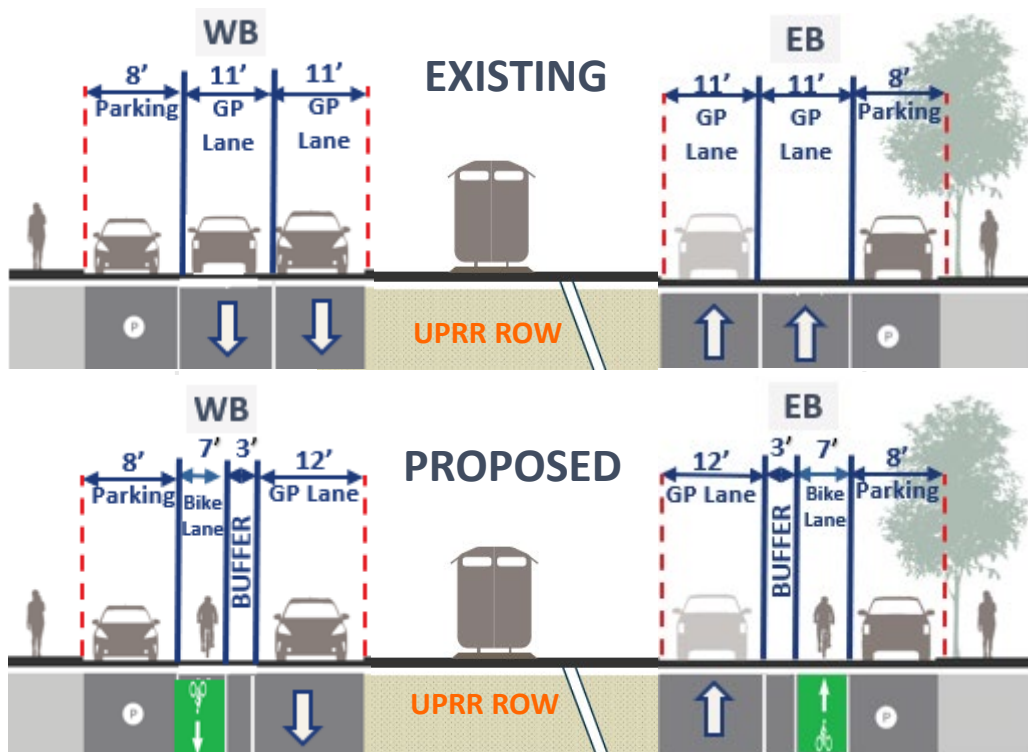 WB
EXISTING
EB
8’ 11’ 11’
11’ 11’ 8’
Parking GP Lane GP Lane
GP Lane GP Lane Parking
P
UPRR ROW
P
WB
PROPOSED
EB
8’ 7’ 3’ 12’
12’ 3’ 7’ 8’
Parking Bike Lane BUFFER GP Lane
GP Lane BUFFER Bike Lane Parking
P
UPRR ROW
P